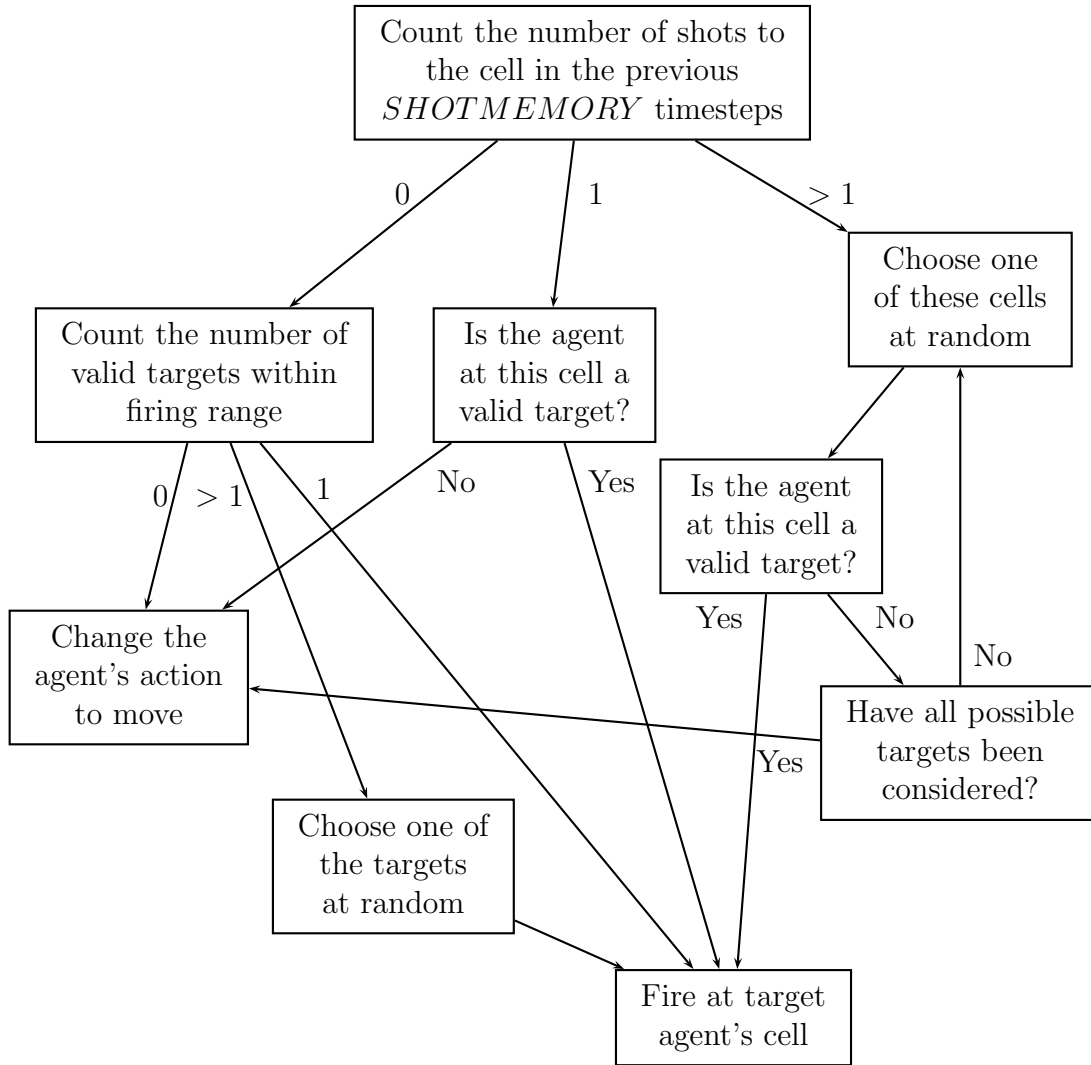 Count the number of shots to
the cell in the previous
SHOTMEMORY timesteps
0
1
> 1
Choose one
of these cells
at random
Count the number of
valid targets within
firing range
Is the agent
at this cell a
valid target?
0
> 1
1
No
Yes
Is the agent
at this cell a
valid target?
Yes
No
Change the
agent's action
to move
No
Have all possible
targets been
considered?
Yes
Choose one of
the targets
at random
Fire at target
agent's cell